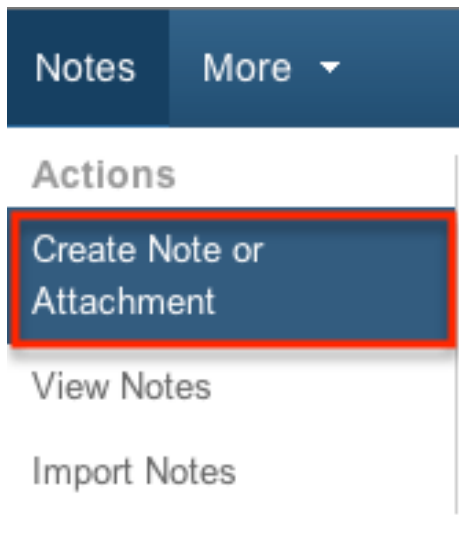 Notes More
Actions
Create Note or
Attachment
View Notes
Import Notes